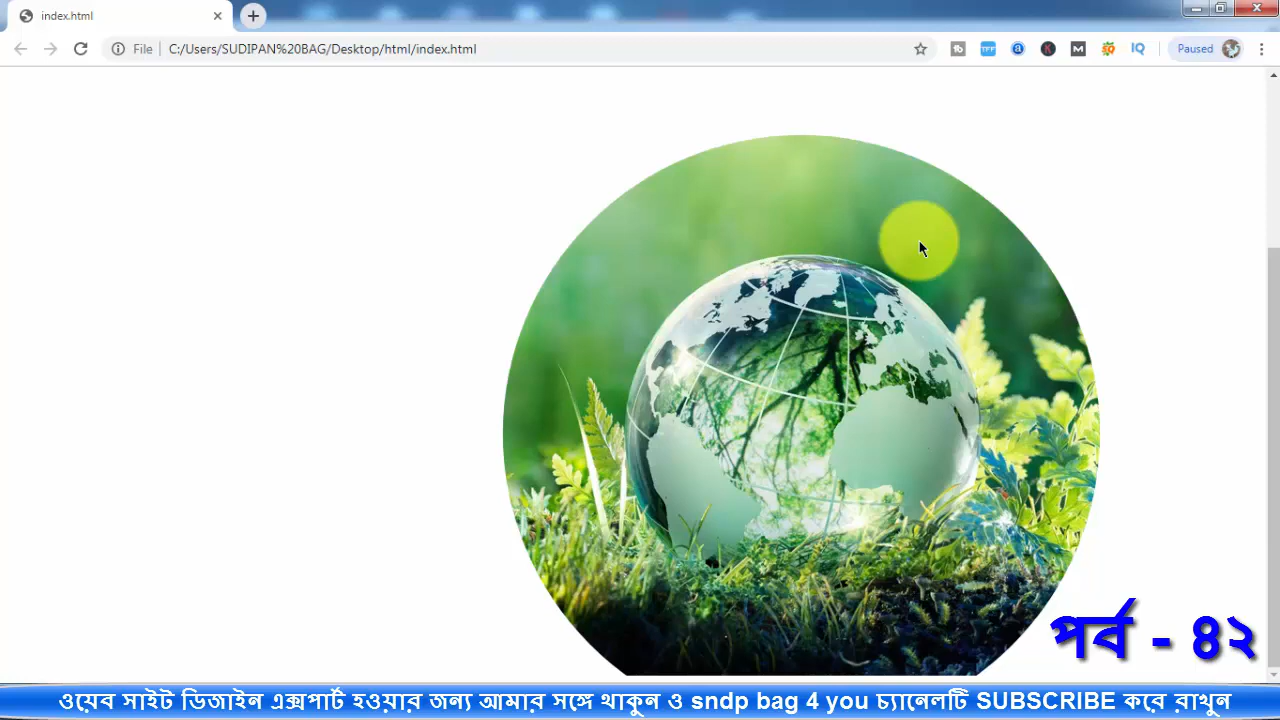 index.html
File C:/Users/SUDIPAN%20BAG/Desktop/html/index.html
TFF
a
K
M
IQ
Paused
পর্ব - ৪২
ওয়েব সাইট ডিজাইন এক্সপার্ট হওয়ার জন্য আমার সঙ্গে থাকুন ও sndp bag 4 you চ্যানেলটি SUBSCRIBE করে রাখুন